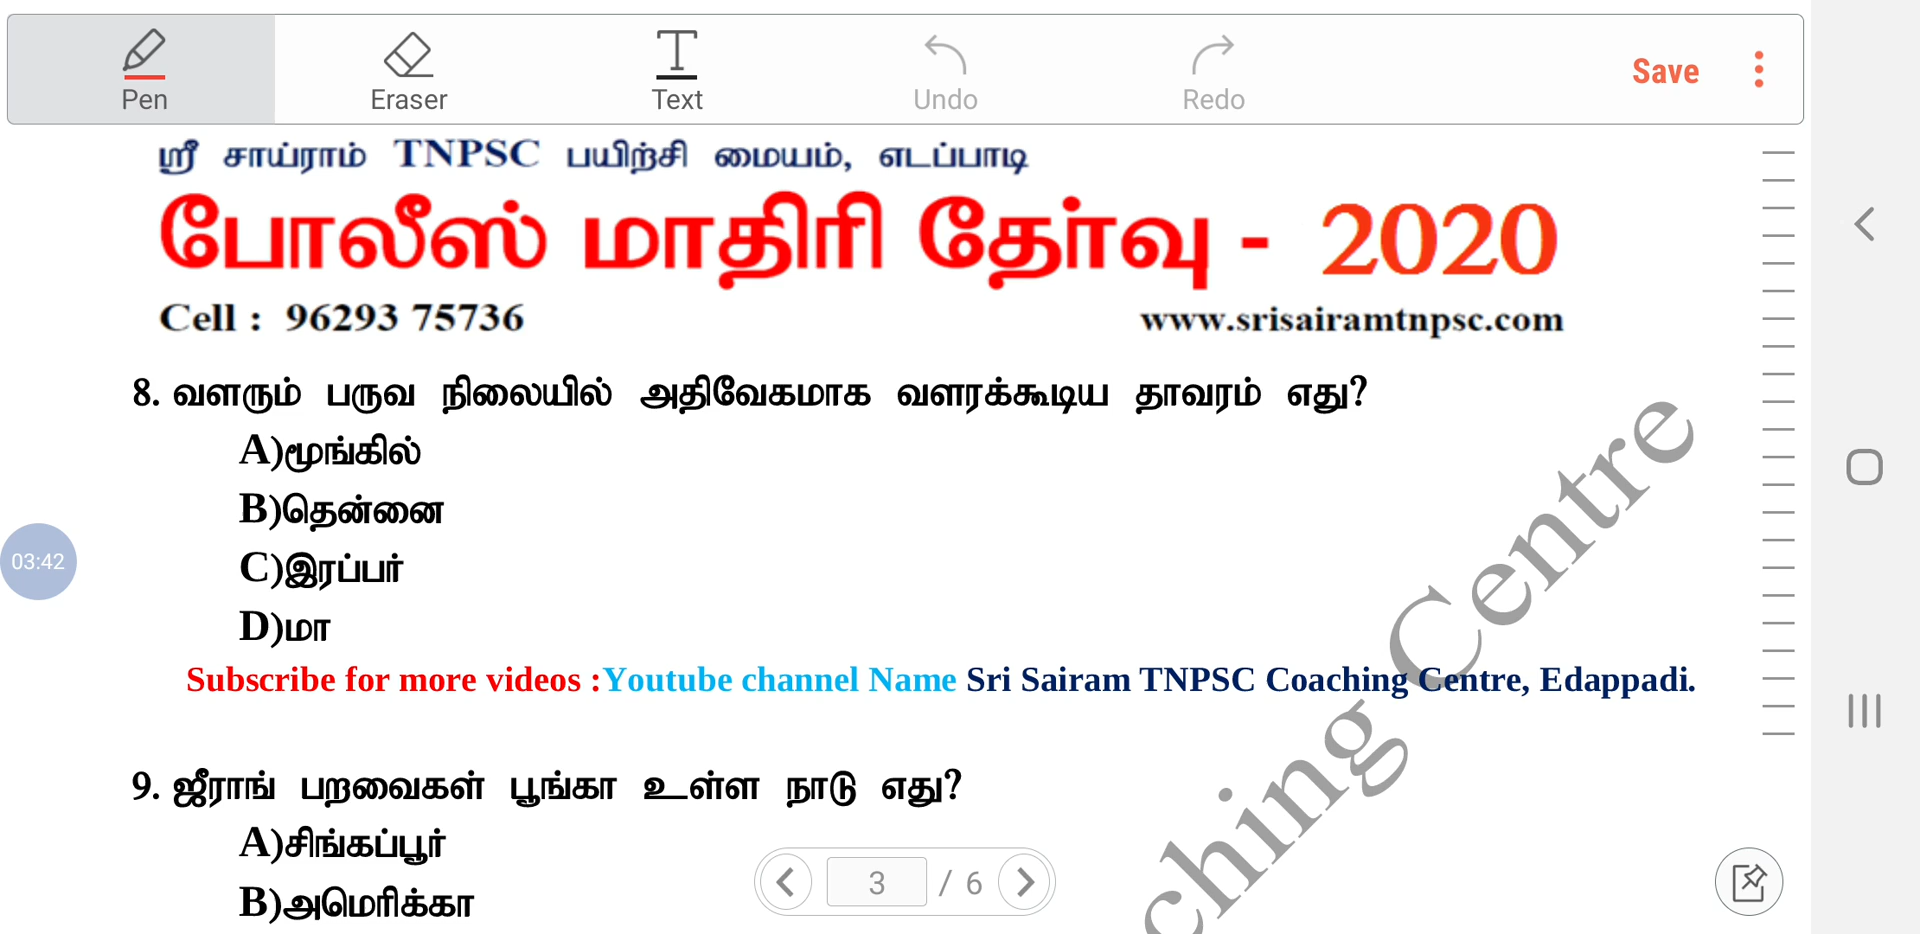 Pen
Eraser
Text
Undo
Redo
Save
ஸ்ரீ சாய்ராம் TNPSC பயிற்சி மையம், எடப்பாடி
போலீஸ் மாதிரி தேர்வு - 2020
Cell : 96293 75736
www.srisairamtnpsc.com
8. வளரும் பருவ நிலையில் அதிவேகமாக வளரக்கூடிய தாவரம் எது?
A)மூங்கில்
B)தென்னை
C)இரப்பர்
D)மா
03:42
Subscribe for more videos :Youtube channel Name Sri Sairam TNPSC Coaching Centre, Edappadi.
9. ஜீராங் பறவைகள் பூங்கா உள்ள நாடு எது?
A)சிங்கப்பூர்
B)அமெரிக்கா
3 / 6
ching Centre